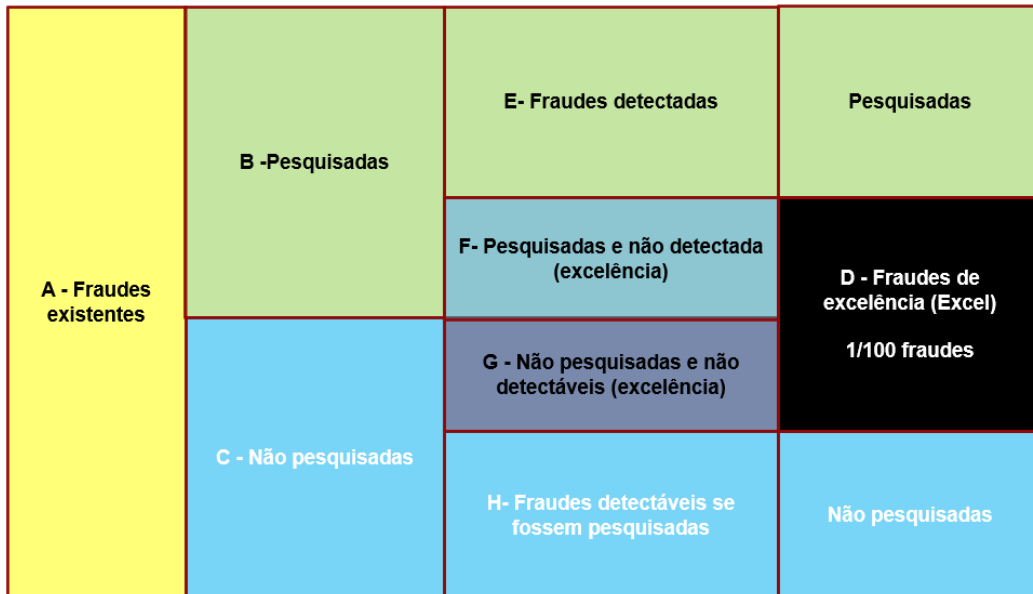 A - Fraudes
existentes
B -Pesquisadas
C - Não pesquisadas
E- Fraudes detectadas
F- Pesquisadas e não detectada
(excelência)
G - Não pesquisadas e não
detectáveis (excelência)
H- Fraudes detectáveis se
fossem pesquisadas
Pesquisadas
D - Fraudes de
excelência (Excel)
1/100 fraudes
Não pesquisadas